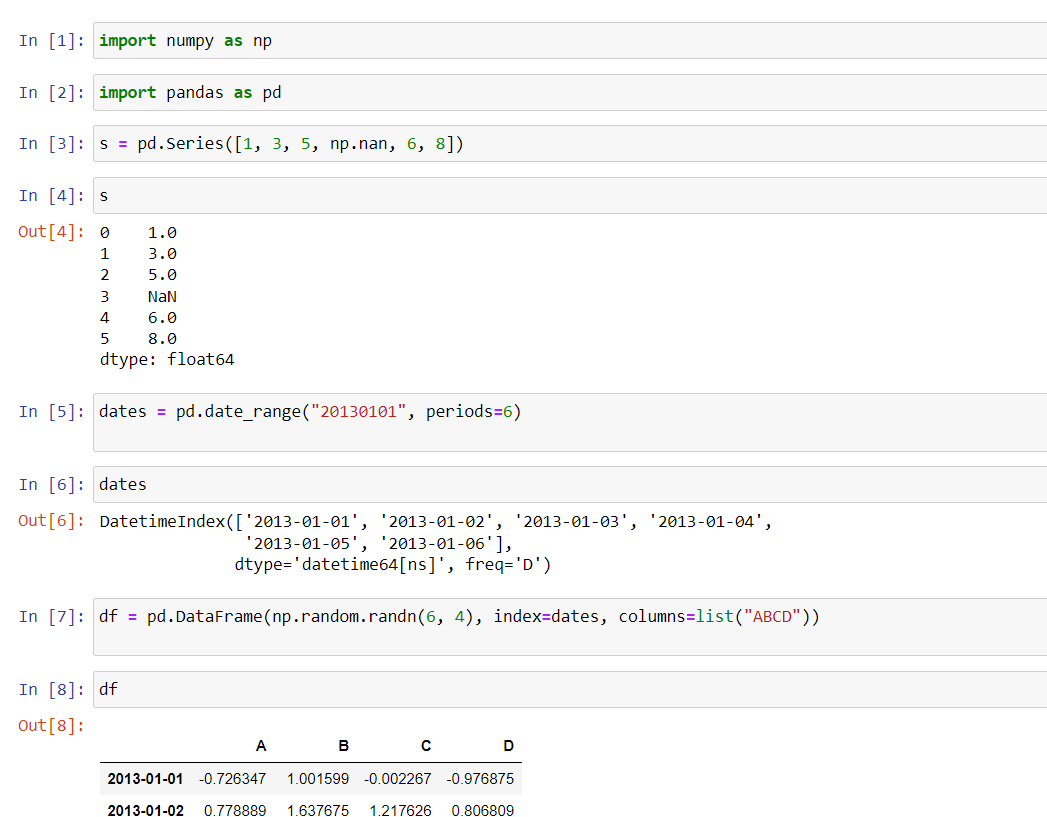 In [1]: import numpy as np
In [2]: import pandas as pd
In [3]: s = pd.Series([1, 3, 5, np.nan, 6, 8])
In [4]: s
Out[4]: 0    1.0
1    3.0
2    5.0
3    NaN
4    6.0
5    8.0
dtype: float64
In [5]: dates = pd.date_range("20130101", periods=6)
In [6]: dates
Out[6]: DatetimeIndex(['2013-01-01', '2013-01-02', '2013-01-03', '2013-01-04',
'2013-01-05', '2013-01-06'],
dtype='datetime64[ns]', freq='D')
In [7]: df = pd.DataFrame(np.random.randn(6, 4), index=dates, columns=list("ABCD"))
In [8]: df
Out[8]:
A B C D
2013-01-01 -0.726347 1.001599 -0.002267 -0.976875
2013-01-02 0.778889 1.637675 1.217626 0.806809